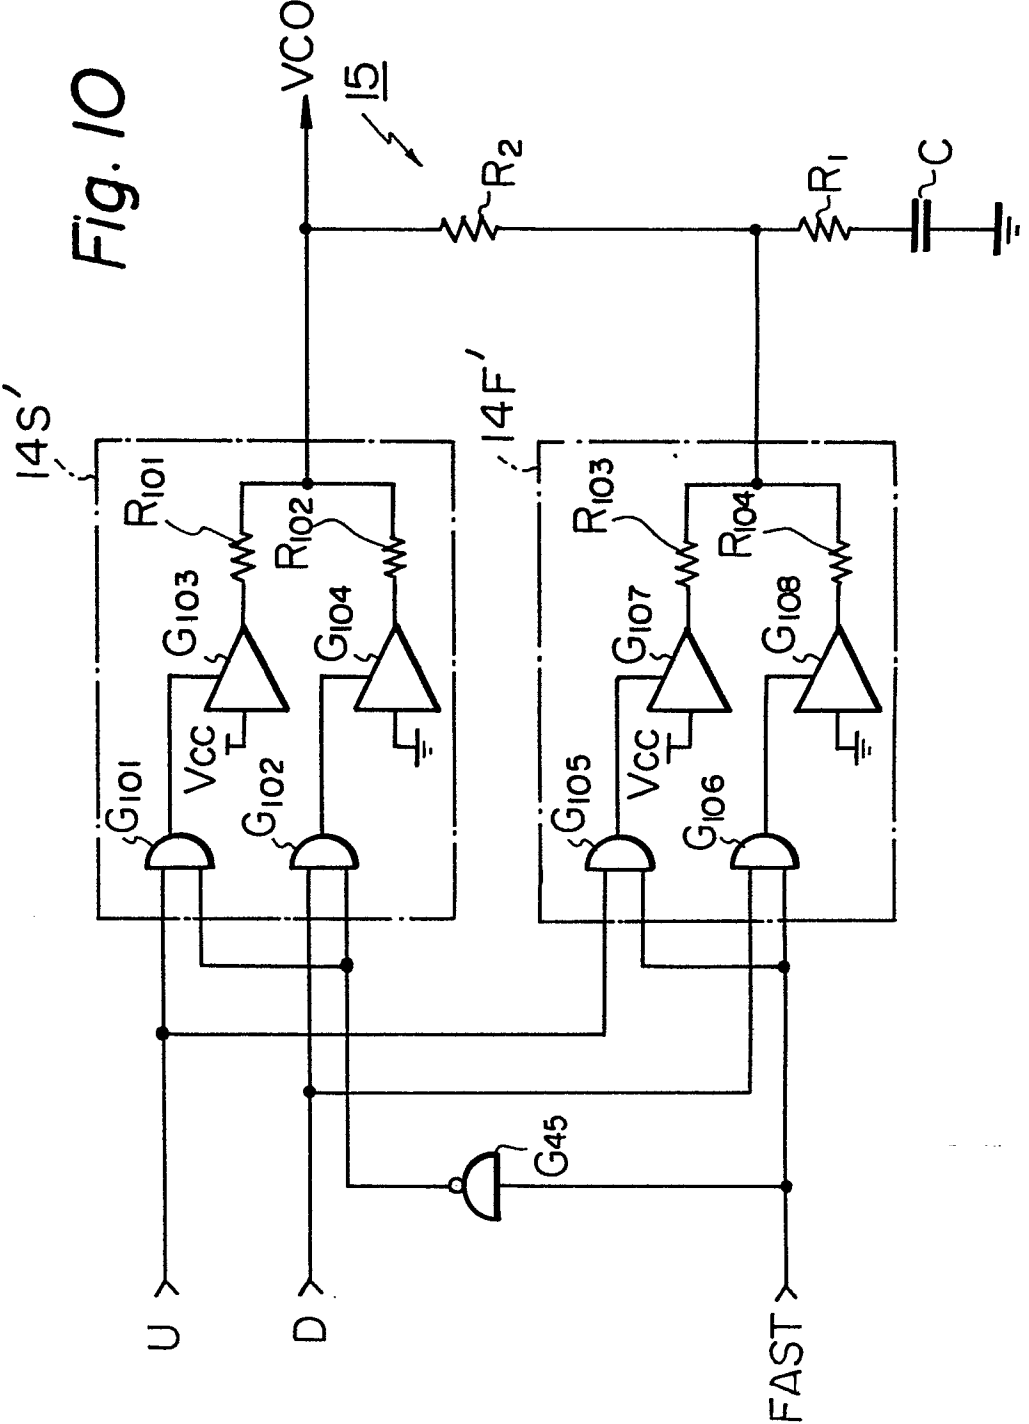 Fig. 10
14S'
14F'
15
VCO
U
D
FAST
G45
G101
G102
VCC
G103
G104
R101
R102
G105
G106
VCC
G107
G108
R103
R104
R2
R1
C